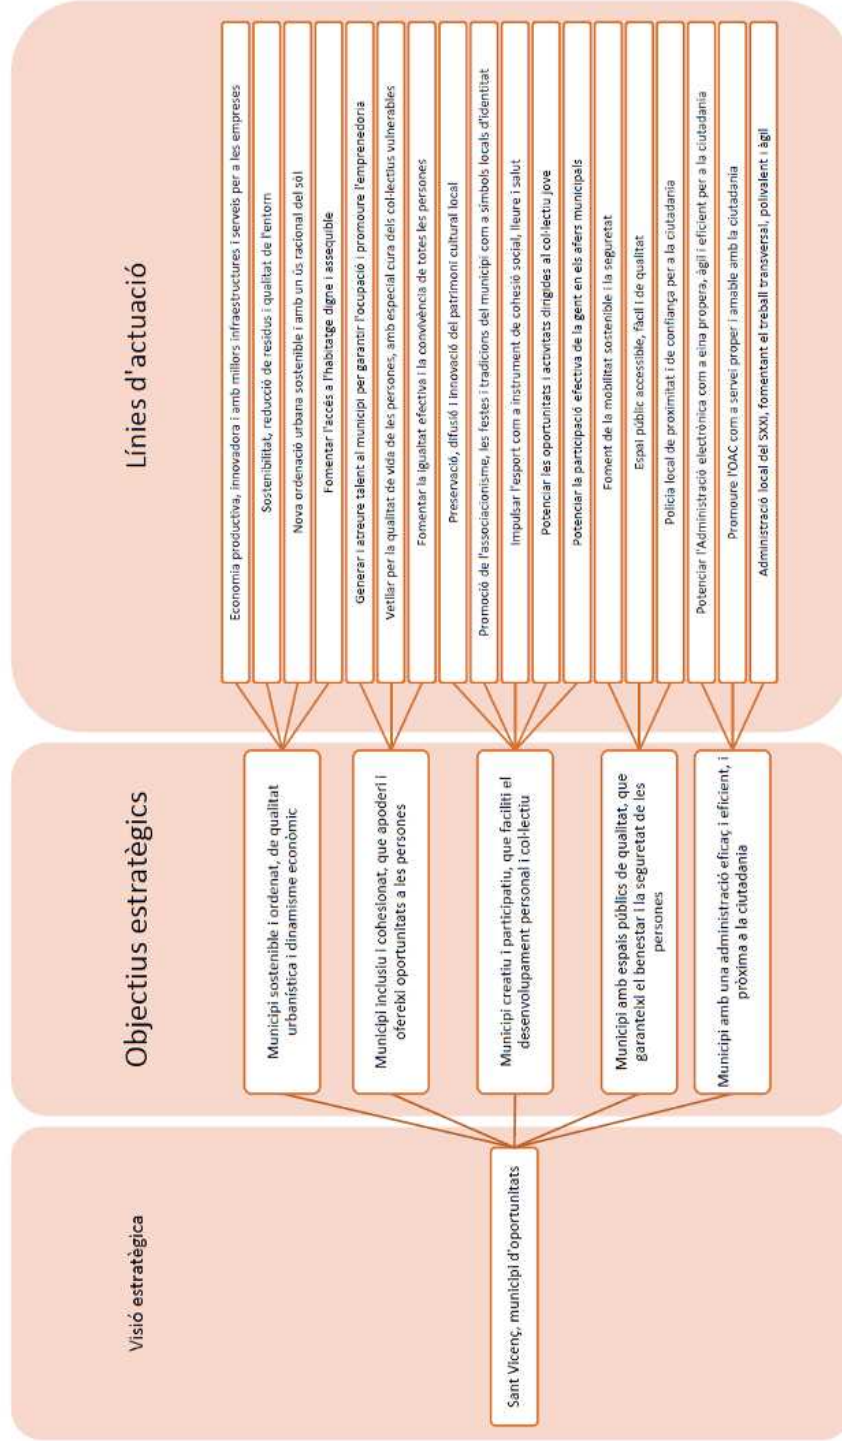 Visió estratègica
Sant Vicenç, municipi d'oportunitats
Objectius estratègics
Municipi sostenible i ordenat, de qualitat
urbanística i dinamisme econòmic
Municipi inclusiu i cohesionat, que apoderi i
ofereixi oportunitats a les persones
Municipi creatiu i participatiu, que faciliti el
desenvolupament personal i col·lectiu
Municipi amb espais públics de qualitat, que
garanteixi el benestar i la seguretat de les
persones
Municipi amb una administració eficaç i eficient, i
pròxima a la ciutadania
Línies d'actuació
Economia productiva, innovadora i amb millors infraestructures i serveis per a les empreses
Sostenibilitat, reducció de residus i qualitat de l'entorn
Nova ordenació urbana sostenible i amb un ús racional del sòl
Fomentar l'accés a l'habitatge digne i assequible
Generar i atreure talent al municipi per garantir l'ocupació i promoure l'emprenedoria
Vetllar per la qualitat de vida de les persones, amb especial cura dels col·lectius vulnerables
Fomentar la igualtat efectiva i la convivència de totes les persones
Preservació, difusió i innovació del patrimoni cultural local
Promoció de l'associacionisme, les festes i tradicions del municipi com a símbols locals d'identitat
Impulsar l'esport com a instrument de cohesió social, lleure i salut
Potenciar les oportunitats i activitats dirigides al col·lectiu jove
Potenciar la participació efectiva de la gent en els afers municipals
Foment de la mobilitat sostenible i la seguretat
Espai públic accessible, fàcil i de qualitat
Policia local de proximitat i de confiança per a la ciutadania
Potenciar l'Administració electrònica com a eina propera, àgil i eficient per a la ciutadania
Promoure l'OAC com a servei proper i amable amb la ciutadania
Administració local del SXXI, fomentant el treball transversal, polivalent i àgil